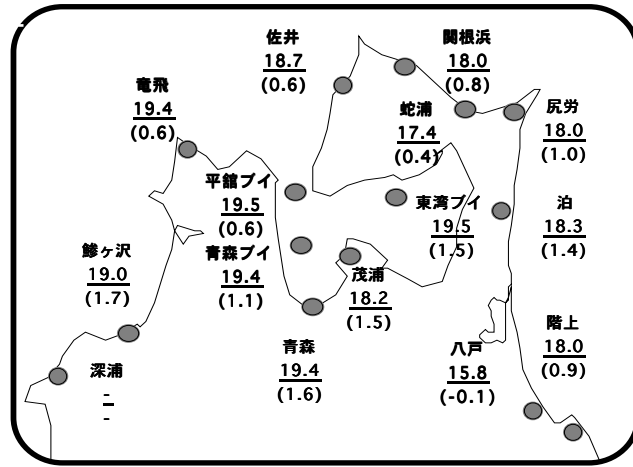 佐井
18.7
(0.6)
関根浜
18.0
(0.8)
竜飛
19.4
(0.6)
蛇浦
17.4
(0.4)
尻労
18.0
(1.0)
平舘ブイ
19.5
(0.6)
東湾ブイ
19.5
(1.5)
泊
18.3
(1.4)
鰺ヶ沢
19.0
(1.7)
青森ブイ
19.4
(1.1)
茂浦
18.2
(1.5)
階上
18.0
(0.9)
青森
19.4
(1.6)
八戸
15.8
(-0.1)
深浦
-
-